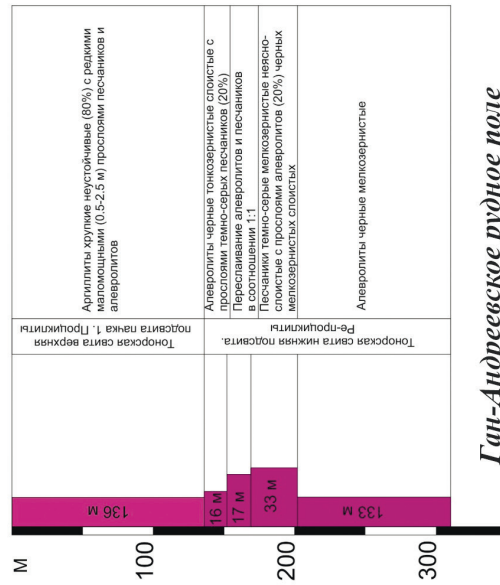 М
100
200
300
136 м
16 м
17 м
33 м
133 м
Тонорская свита верхняя
подсвита пачка 1. Проциклиты
Тонорская свита нижняя подсвита.
Ре-проциклиты
Аргиллиты хрупкие неустойчивые (80%) с редкими
маломощными (0.5-2.5 м) прослоями песчаников и
алевролитов
Алевролиты черные тонкозернистые слоистые с
прослоями темно-серых песчаников (20%)
Переслаивание алевролитов и песчаников
в соотношении 1:1
Песчаники темно-серые мелкозернистые неясно-
слоистые с прослоями алевролитов (20%) черных
мелкозернистых слоистых
Алевролиты черные мелкозернистые
Ган-Андреевское рудное поле